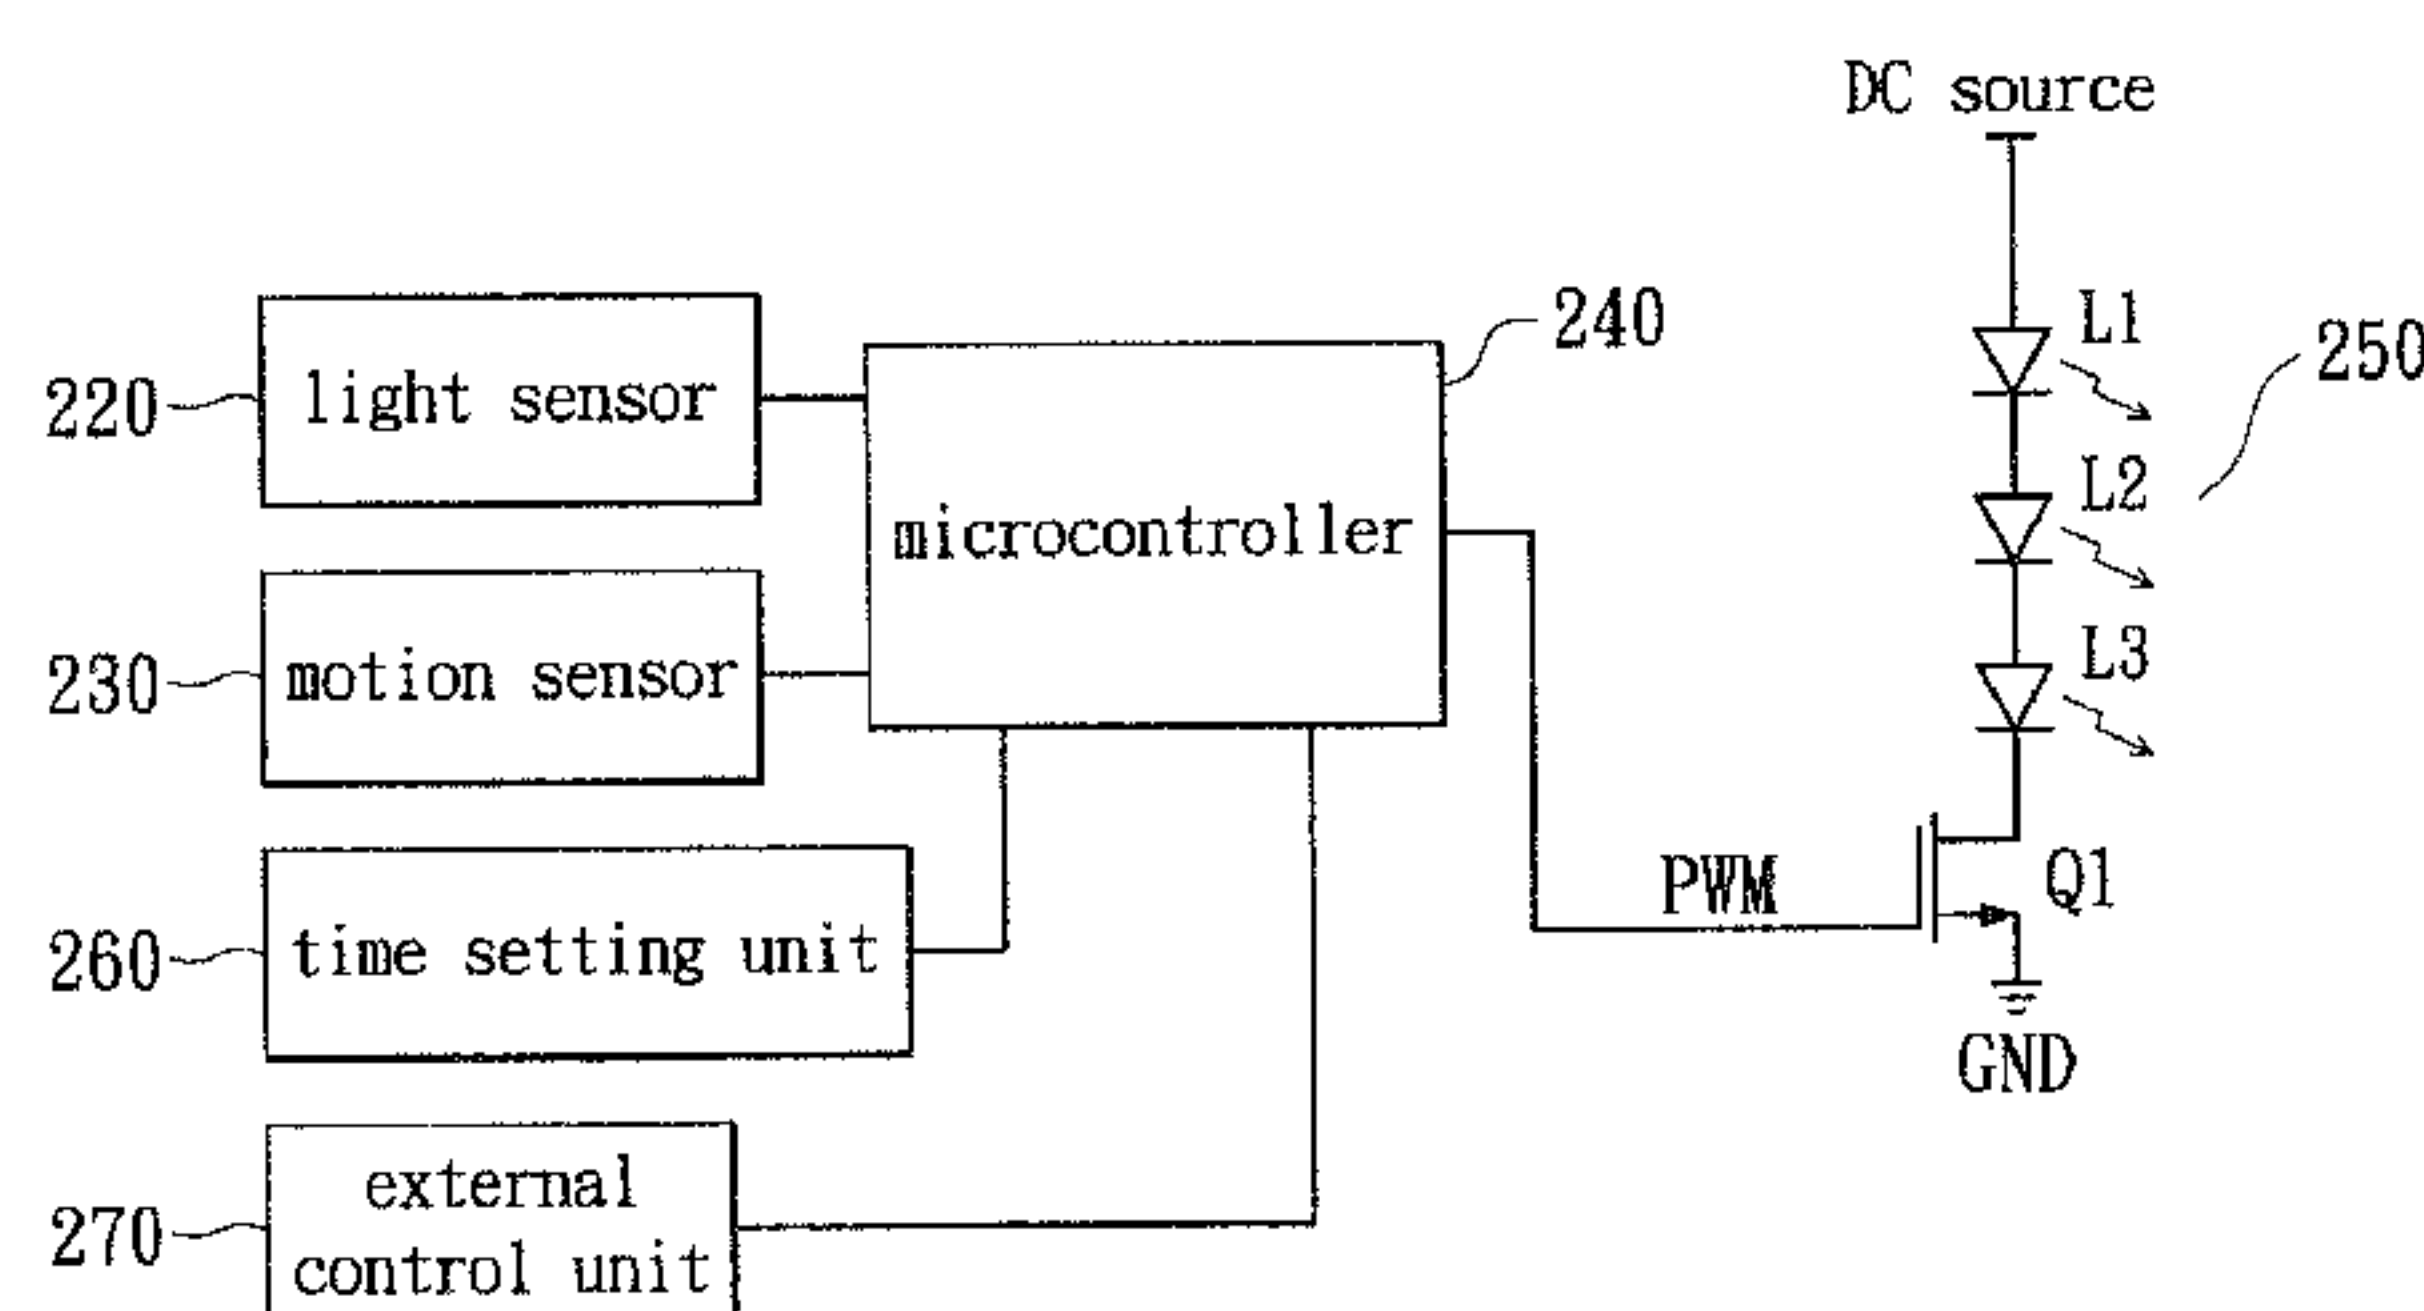 DC source
L1
240
250
220
light sensor
L2
microcontroller
L3
230
motion sensor
PWM
Q1
260
time setting unit
GND
270
external
control unit